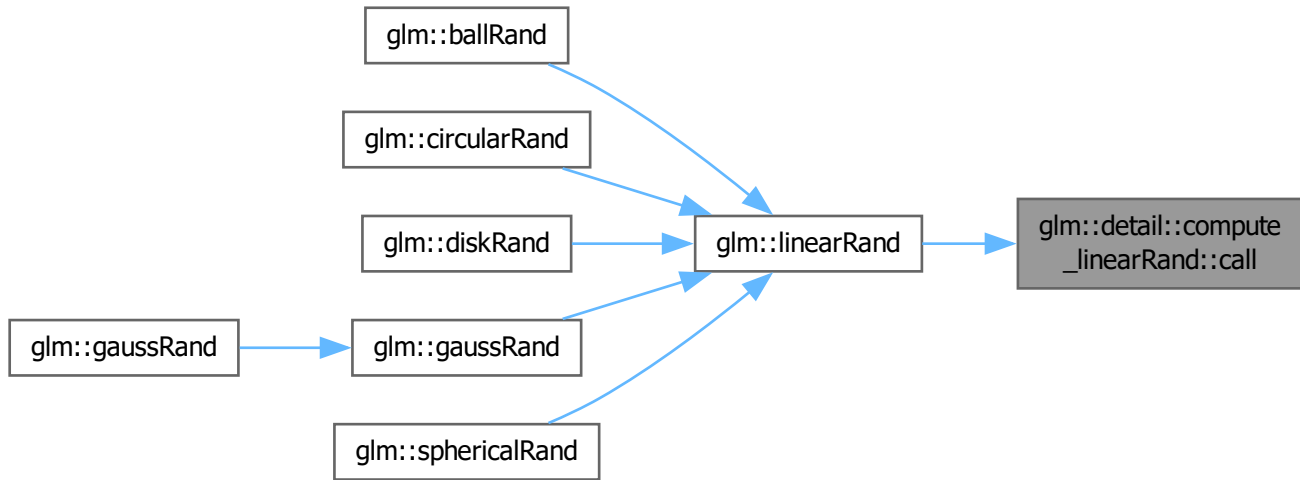 glm::ballRand
glm::circularRand
glm::diskRand
glm::linearRand
glm::detail::compute
_linearRand::call
glm::gaussRand
glm::gaussRand
glm::sphericalRand